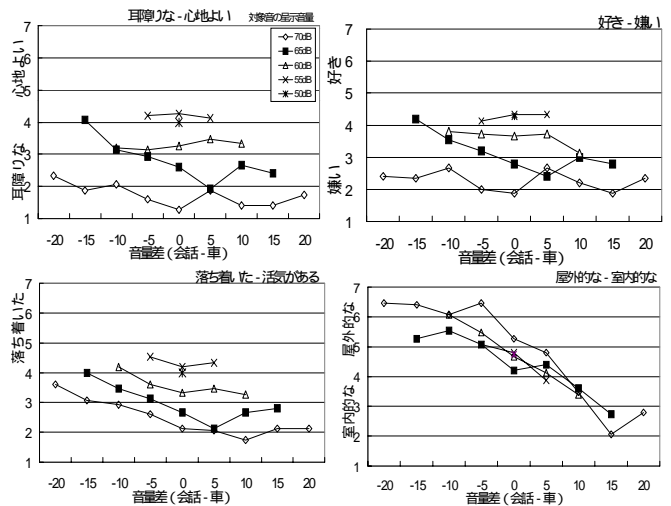 耳障りな - 心地よい
対象音の呈示音量
70dB
65dB
60dB
55dB
50dB
心地よい
耳障りな
7
6
5
4
3
2
1
-20 -15 -10 -5 0 5 10 15 20
音量差(会話 - 車)
好き - 嫌い
好き
嫌い
7
6
5
4
3
2
1
-20 -15 -10 -5 0 5 10 15 20
音量差(会話 - 車)
落ち着いた - 活気がある
落ち着いた
7
6
5
4
3
2
1
-20 -15 -10 -5 0 5 10 15 20
音量差(会話 - 車)
屋外的な - 室内的な
屋外的な
室内的な
7
6
5
4
3
2
1
-20 -15 -10 -5 0 5 10 15 20
音量差(会話 - 車)